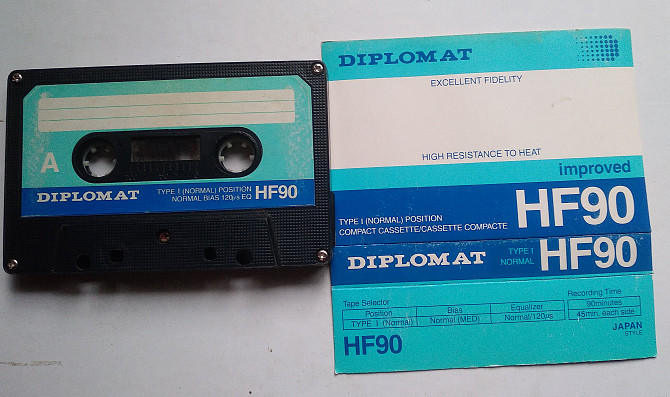 A
DIPLOMAT
TYPE I (NORMAL) POSITION
NORMAL BIAS 120μs EQ
HF90
DIPLOMAT
EXCELLENT FIDELITY
HIGH RESISTANCE TO HEAT
improved
TYPE I (NORMAL) POSITION
COMPACT CASSETTE/CASSETTE COMPACTE
HF90
DIPLOMAT
TYPE I
NORMAL
HF90
Tape Selector
Position Bias Equalizer
TYPE I (Normal) Normal (MED) Normal/120μs
Recording Time
90minutes
45min. each side
HF90
JAPAN
STYLE